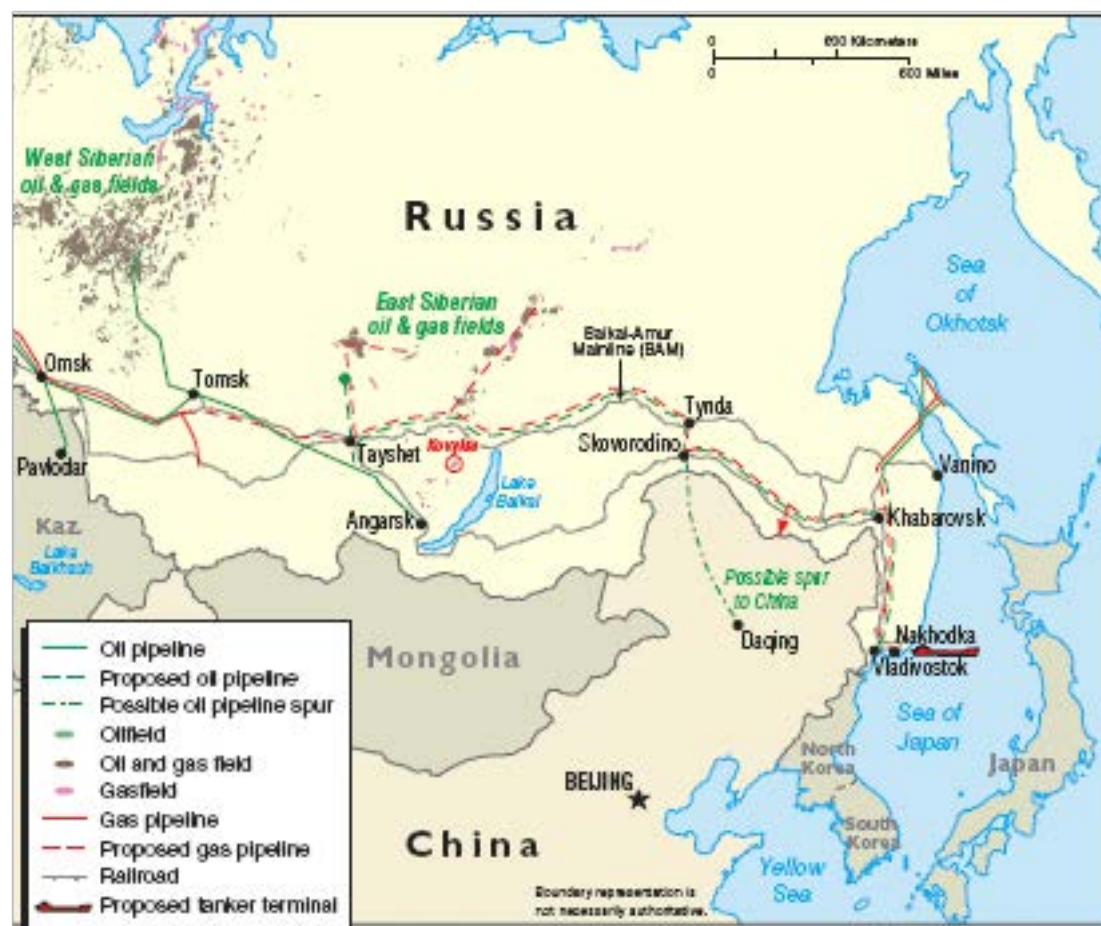 0 600 Kilometers
0 600 Miles
West Siberian
oil & gas fields
Russia
Sea
of
Okhotsk
East Siberian
oil & gas fields
Baikal-Amur
Mainline (BAM)
Omsk
Tomsk
Tynda
Skovorodino
Pavlodar
Tayshet
Kovykta
Vanino
Lake
Baikal
Angarsk
Khabarovsk
Kaz.
Lake
Balkhash
Possible spur
to China
Daqing
Nakhodka
Vladivostok
Mongolia
Sea of
Japan
North
Korea
Japan
BEIJING
South
Korea
China
Yellow
Sea
Boundary representation is
not necessarily authoritative.
Oil pipeline
Proposed oil pipeline
Possible oil pipeline spur
Oilfield
Oil and gas field
Gasfield
Gas pipeline
Proposed gas pipeline
Railroad
Proposed tanker terminal